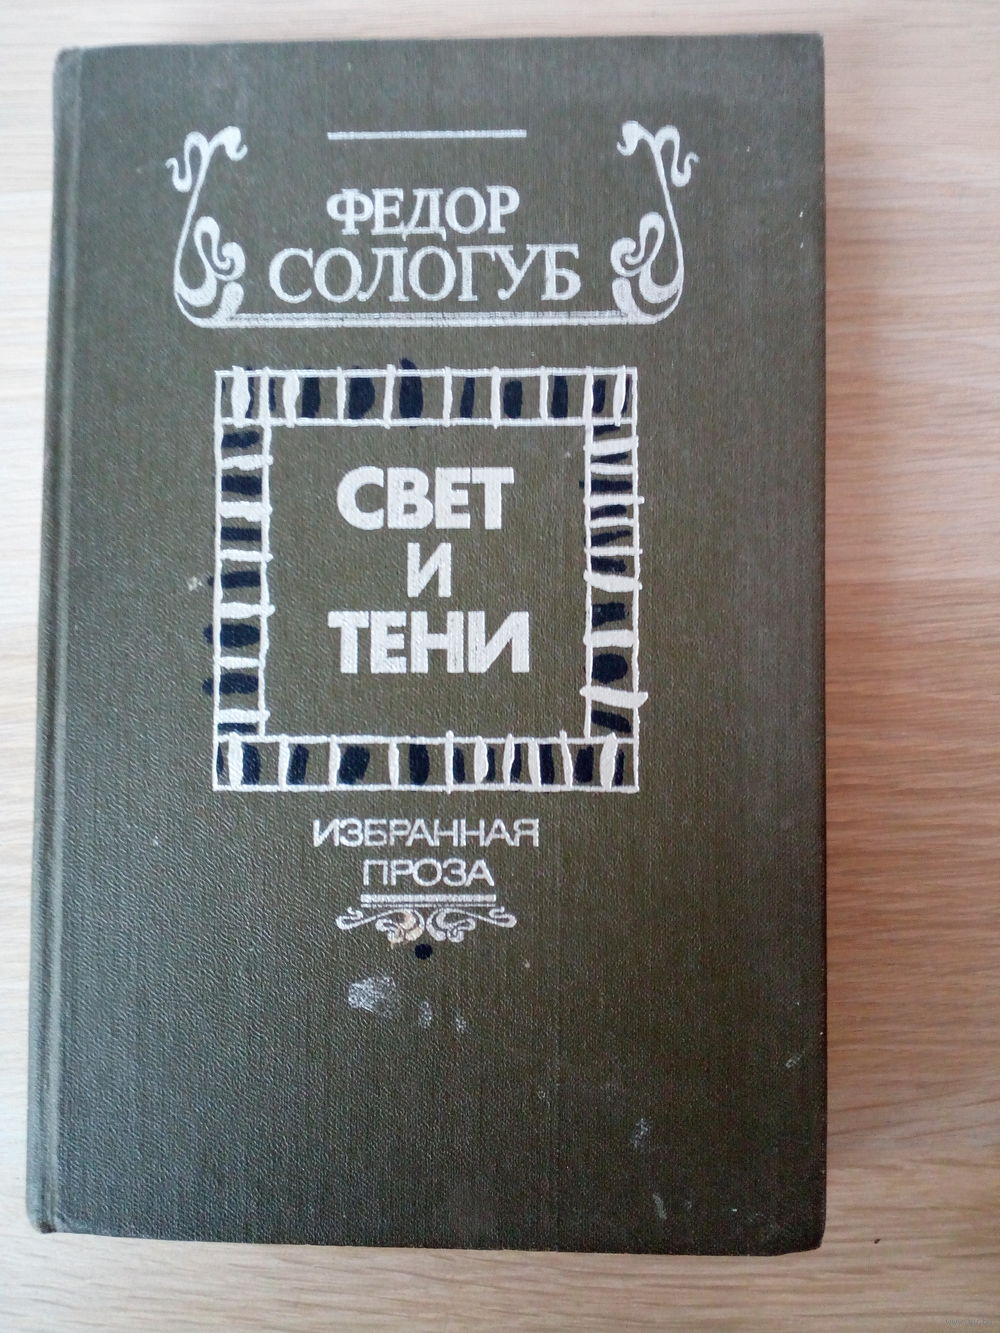 ФЕДОР
СОЛОГУБ
СВЕТ
И
ТЕНИ
ИЗБРАННАЯ
ПРОЗА